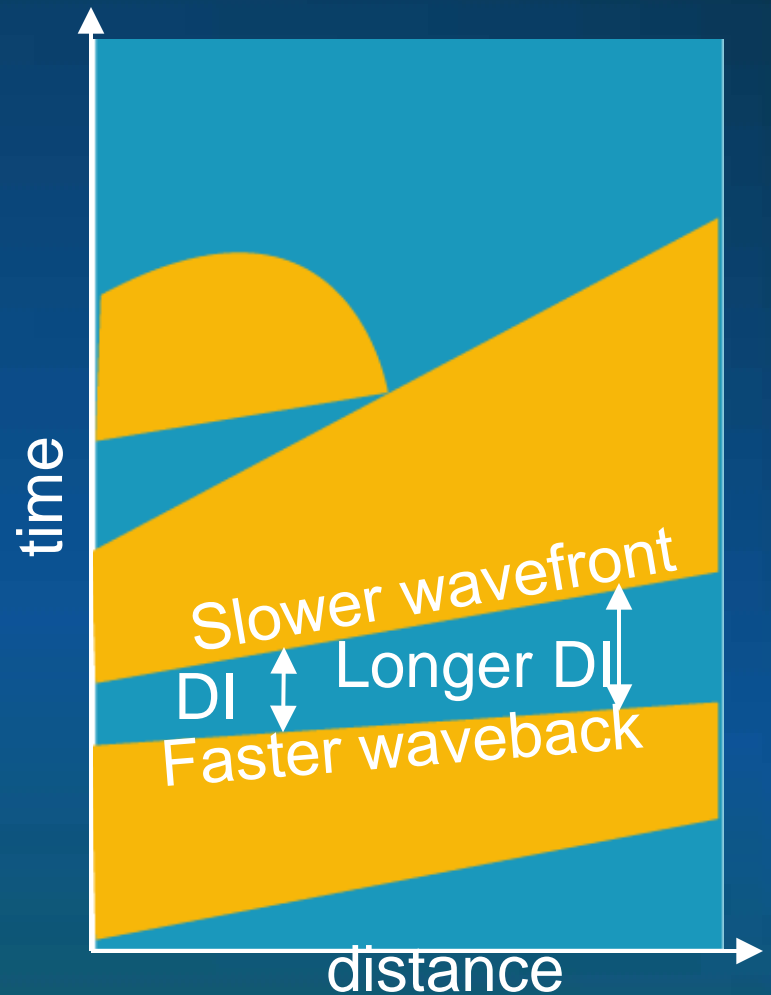 time
Slower wavefront
DI
Longer DI
Faster waveback
distance